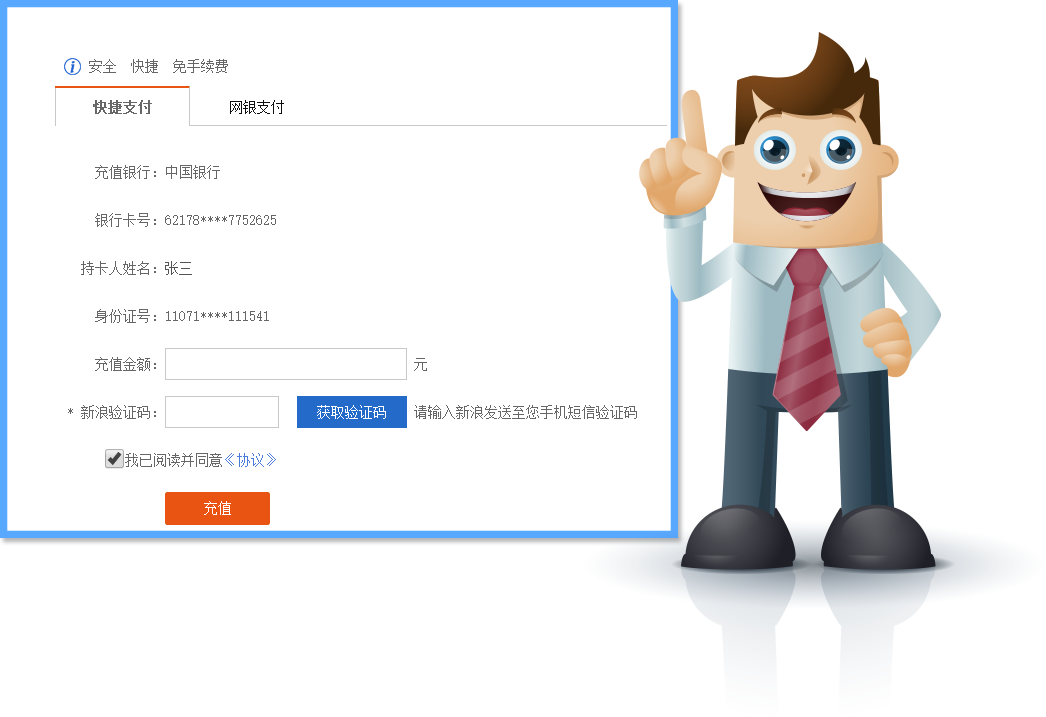 安全 快捷 免手续费
快捷支付 网银支付
充值银行：中国银行
银行卡号：62178****7752625
持卡人姓名：张三
身份证号：11071****111541
充值金额： 元
* 新浪验证码： 获取验证码 请输入新浪发送至您手机短信验证码
我已阅读并同意《协议》
充值